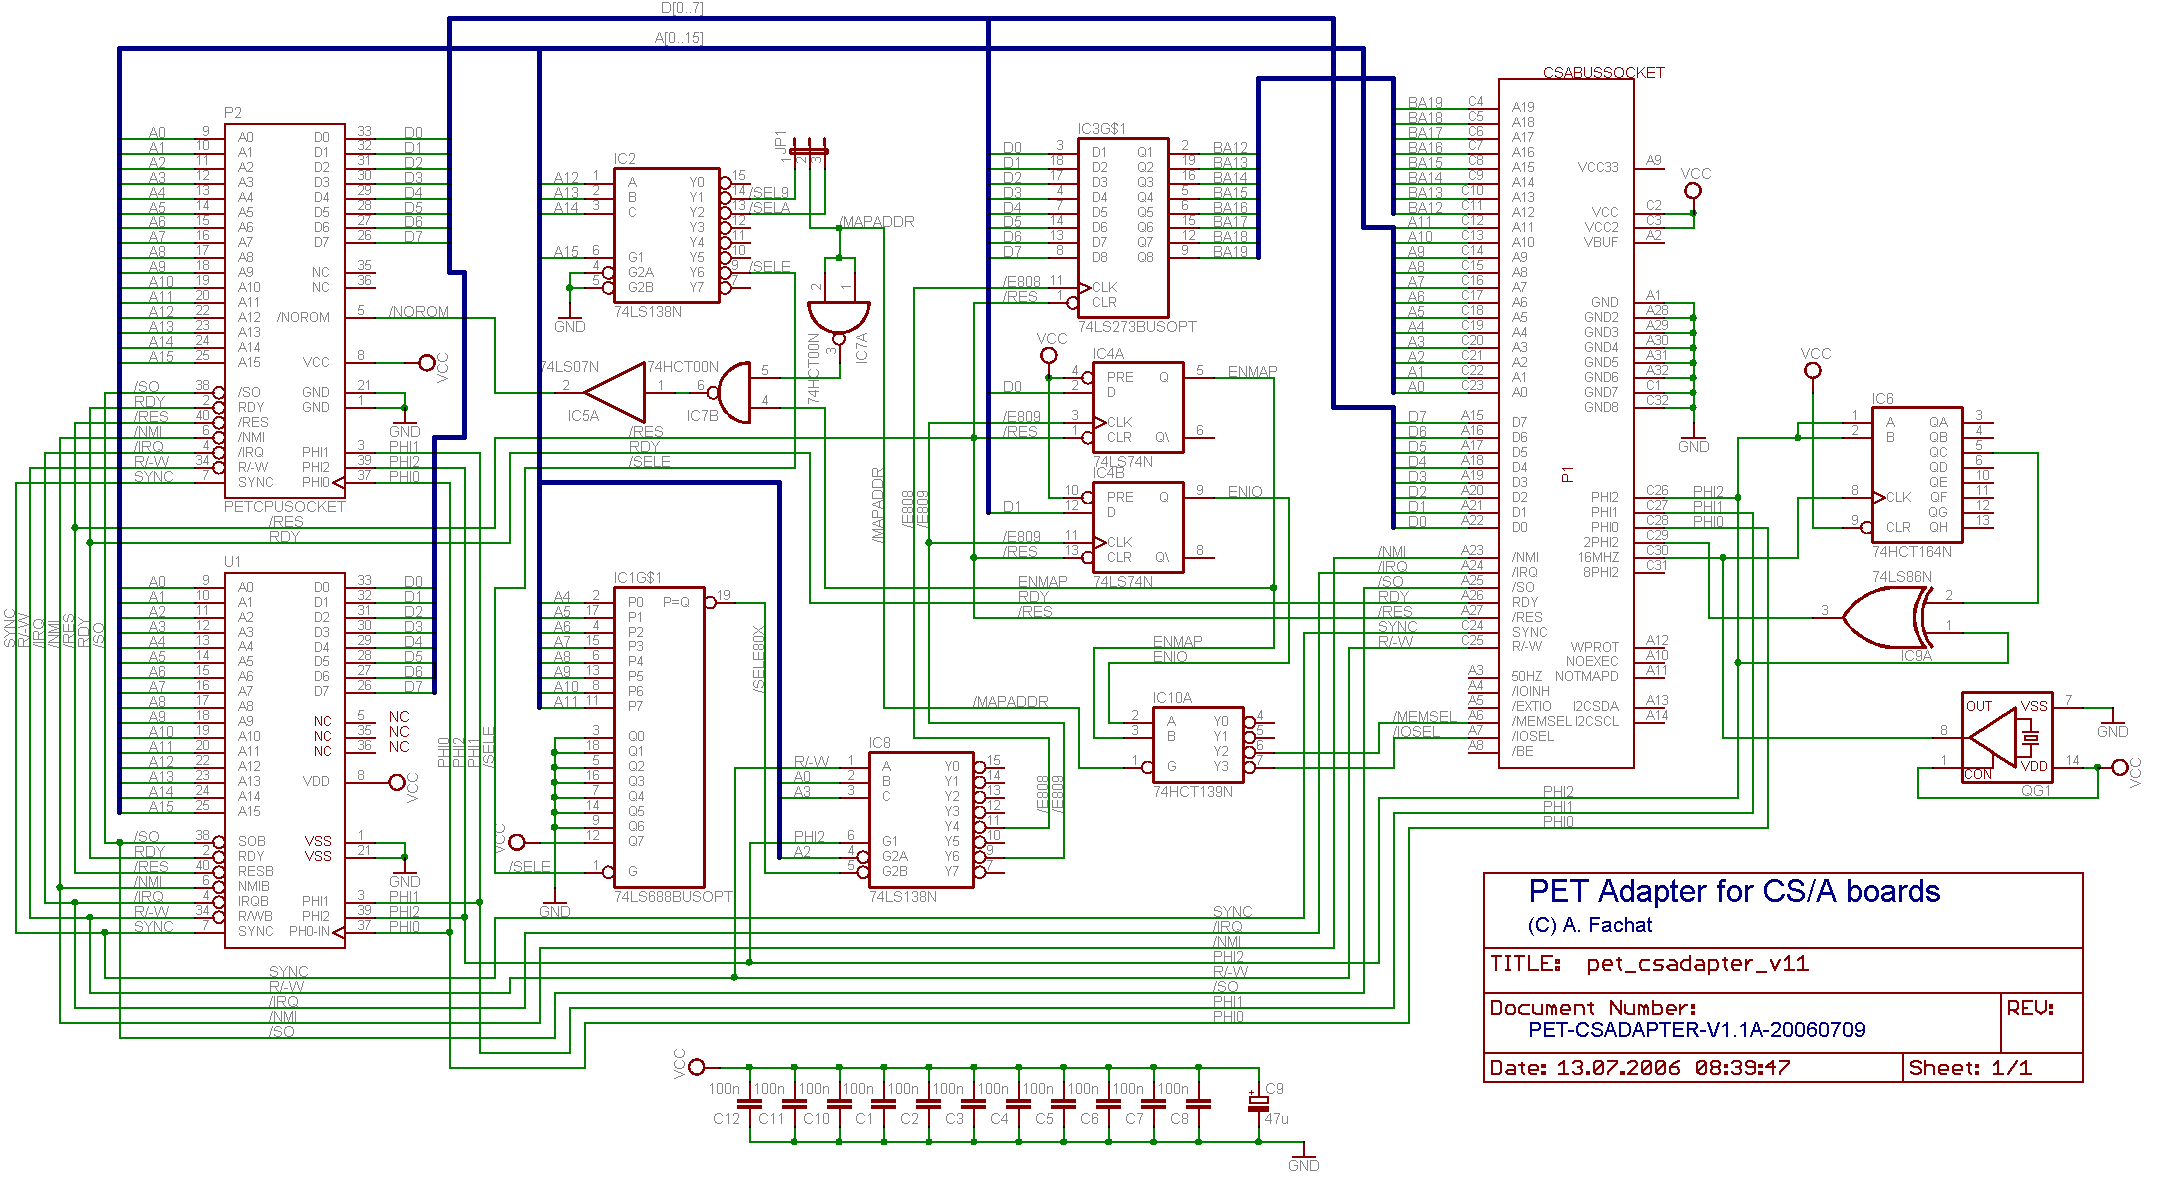 D[0..7]
A[0..15]
P2
A0 9 A0 D0 33 D0
A1 10 A1 D1 32 D1
A2 11 A2 D2 31 D2
A3 12 A3 D3 30 D3
A4 13 A4 D4 29 D4
A5 14 A5 D5 28 D5
A6 15 A6 D6 27 D6
A7 16 A7 D7 26 D7
A8 17 A8
A9 18 A9 NC 35
A10 19 A10 NC 36
A11 20 A11
A12 22 A12 /NOROM 5 /NOROM
A13 23 A13
A14 24 A14
A15 25 A15 VCC 8 VCC
/SO 38 /SO GND 21
RDY 2 RDY GND 1
/RES 40 /RES GND
/NMI 6 /NMI
/IRQ 4 /IRQ PHI1 3 PHI1
R/-W 34 R/-W PHI2 39 PHI2
SYNC 7 SYNC PHI0 37 PHI0
PETCPUSOCKET
/RES
RDY
U1
A0 9 A0 D0 33 D0
A1 10 A1 D1 32 D1
A2 11 A2 D2 31 D2
A3 12 A3 D3 30 D3
A4 13 A4 D4 29 D4
A5 14 A5 D5 28 D5
A6 15 A6 D6 27 D6
A7 16 A7 D7 26 D7
A8 17 A8
A9 18 A9 NC 5 NC
A10 19 A10 NC 35 NC
A11 20 A11 NC 36 NC
A12 22 A12
A13 23 A13 VDD 8 VCC
A14 24 A14
A15 25 A15
/SO 38 SOB VSS 1
RDY 2 RDY VSS 21
/RES 40 RESB GND
/NMI 6 NMIB
/IRQ 4 IRQB PHI1 3 PHI1
R/-W 34 R/WB PHI2 39 PHI2
SYNC 7 SYNC PH0-IN 37 PHI0
SYNC
R/-W
/IRQ
/NMI
/RES
RDY
/SO
PHI0
PHI2
PHI1
/SELE
SYNC
R/-W
/IRQ
/NMI
/SO
IC2
A12 1 A Y0 15
A13 2 B Y1 14 /SEL9
A14 3 C Y2 13 /SELA
Y3 12
Y4 11
A15 6 G1 Y5 10
4 G2A Y6 9 /SELE
5 G2B Y7 7
GND
74LS138N
JP1
1 2 3
/MAPADDR
2 1
3
74HCT00N
IC7A
74LS07N
2 1
IC5A
74HCT00N
6 5
4
IC7B
/RES
RDY
/SELE
/MAPADDR
/E808
/E809
IC1G$1
A4 2 P0 P=Q 19
A5 17 P1
A6 4 P2
A7 15 P3
A8 6 P4
A9 13 P5
A10 8 P6
A11 11 P7
3 Q0
18 Q1
5 Q2
16 Q3
7 Q4
14 Q5
9 Q6
VCC 12 Q7
/SELE 1 G
GND
74LS688BUSOPT
/SELE80X
IC8
R/-W 1 A Y0 15
A0 2 B Y1 14
A3 3 C Y2 13
Y3 12
Y4 11
PHI2 6 G1 Y5 10
A2 4 G2A Y6 9
5 G2B Y7 7
74LS138N
/E808
/E809
IC3G$1
D0 3 D1 Q1 2 BA12
D1 18 D2 Q2 19 BA13
D2 17 D3 Q3 16 BA14
D3 4 D4 Q4 5 BA15
D4 7 D5 Q5 6 BA16
D5 14 D6 Q6 15 BA17
D6 13 D7 Q7 12 BA18
D7 8 D8 Q8 9 BA19
/E808 11 CLK
/RES 1 CLR
74LS273BUSOPT
VCC
IC4A
4 PRE Q 5 ENMAP
D0 2 D
/E809 3 CLK
/RES 1 CLR Q\ 6
74LS74N
IC4B
10 PRE Q 9 ENIO
D1 12 D
/E809 11 CLK
/RES 13 CLR Q\ 8
74LS74N
ENMAP
RDY
/RES
ENMAP
ENIO
/MAPADDR
IC10A
2 A Y0 4
3 B Y1 5
Y2 6
1 G Y3 7
74HCT139N
/MEMSEL
/IOSEL
SYNC
/IRQ
/NMI
PHI2
R/-W
/SO
PHI1
PHI0
CSABUSSOCKET
P1
BA19 C4 A19
BA18 C5 A18
BA17 C6 A17
BA16 C7 A16
BA15 C8 A15
BA14 C9 A14
BA13 C10 A13
BA12 C11 A12
A11 C12 A11
A10 C13 A10
A9 C14 A9
A8 C15 A8
A7 C16 A7
A6 C17 A6
A5 C18 A5
A4 C19 A4
A3 C20 A3
A2 C21 A2
A1 C22 A1
A0 C23 A0
D7 A15 D7
D6 A16 D6
D5 A17 D5
D4 A18 D4
D3 A19 D3
D2 A20 D2
D1 A21 D1
D0 A22 D0
/NMI A23 /NMI
/IRQ A24 /IRQ
/SO A25 /SO
RDY A26 RDY
/RES A27 /RES
SYNC C24 SYNC
R/-W C25 R/-W
A3 50HZ
A4 /IOINH
A5 /EXTIO
A6 /MEMSEL
A7 /IOSEL
A8 /BE
VCC33 A9
VCC
VCC C2
VCC2 C3
VBUF A2
GND A1
GND2 A28
GND3 A29
GND4 A30
GND5 A31
GND6 A32
GND7 C1
GND8 C32
GND
PHI2 C26 PHI2
PHI1 C27 PHI1
PHI0 C28 PHI0
2PHI2 C29
16MHZ C30
8PHI2 C31
WPROT A12
NOEXEC A10
NOTMAPD A11
I2CSDA A13
I2CSCL A14
PHI2
PHI1
PHI0
VCC
IC6
1 A QA 3
2 B QB 4
QC 5
QD 6
QE 10
8 CLK QF 11
QG 12
9 CLR QH 13
74HCT164N
74LS86N
3 2
1
IC9A
OUT VSS 7
8 GND
1 CON VDD 14 VCC
QG1
VCC
100n 100n 100n 100n 100n 100n 100n 100n 100n 100n 100n C9
C12 C11 C10 C1 C2 C3 C4 C5 C6 C7 C8 47u
GND
PET Adapter for CS/A boards
(C) A. Fachat
TITLE: pet_csadapter_v11
Document Number: REV:
PET-CSADAPTER-V1.1A-20060709
Date: 13.07.2006 08:39:47 Sheet: 1/1